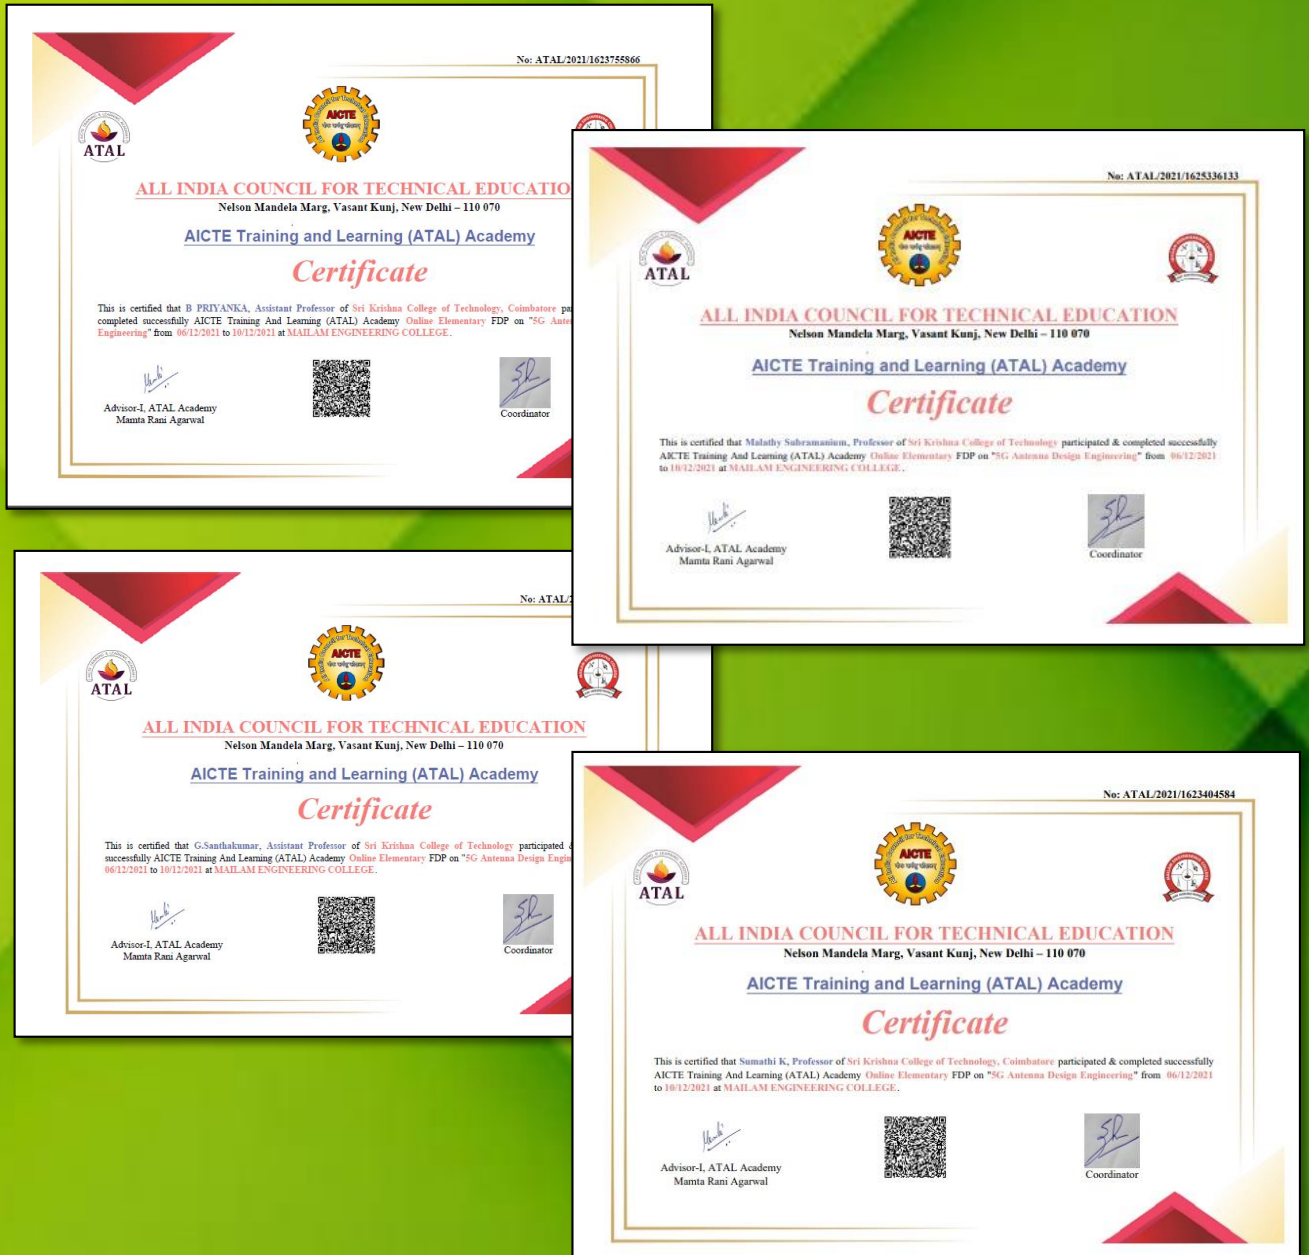 No: ATAL/2021/1623755866
AICTE
ATAL
ALL INDIA COUNCIL FOR TECHNICAL EDUCATIO
Nelson Mandela Marg, Vasant Kunj, New Delhi – 110 070
AICTE Training and Learning (ATAL) Academy
Certificate
This is certified that B PRIYANKA, Assistant Professor of Sri Krishna College of Technology, Coimbatore
completed successfully AICTE Training And Learning (ATAL) Academy Online Elementary FDP on "5G
Engineering" from 06/12/2021 to 10/12/2021 at MAILAM ENGINEERING COLLEGE.
Advisor-I, ATAL Academy
Mamta Rani Agarwal
Coordinator
No: ATAL/2021/1625336133
AICTE
ATAL
ALL INDIA COUNCIL FOR TECHNICAL EDUCATION
Nelson Mandela Marg, Vasant Kunj, New Delhi – 110 070
AICTE Training and Learning (ATAL) Academy
Certificate
This is certified that Malathy Subramanium, Professor of Sri Krishna College of Technology participated & completed successfully
AICTE Training And Learning (ATAL) Academy Online Elementary FDP on "5G Antenna Design Engineering" from 06/12/2021
to 10/12/2021 at MAILAM ENGINEERING COLLEGE.
Advisor-I, ATAL Academy
Mamta Rani Agarwal
Coordinator
No: ATAL/2
AICTE
ATAL
ALL INDIA COUNCIL FOR TECHNICAL EDUCATION
Nelson Mandela Marg, Vasant Kunj, New Delhi – 110 070
AICTE Training and Learning (ATAL) Academy
Certificate
This is certified that G.Santhakumar, Assistant Professor of Sri Krishna College of Technology participated
successfully AICTE Training And Learning (ATAL) Academy Online Elementary FDP on "5G Antenna Design
06/12/2021 to 10/12/2021 at MAILAM ENGINEERING COLLEGE.
Advisor-I, ATAL Academy
Mamta Rani Agarwal
Coordinator
No: ATAL/2021/1623404584
AICTE
ATAL
ALL INDIA COUNCIL FOR TECHNICAL EDUCATION
Nelson Mandela Marg, Vasant Kunj, New Delhi – 110 070
AICTE Training and Learning (ATAL) Academy
Certificate
This is certified that Sumathi K, Professor of Sri Krishna College of Technology, Coimbatore participated & completed successfully
AICTE Training And Learning (ATAL) Academy Online Elementary FDP on "5G Antenna Design Engineering" from 06/12/2021
to 10/12/2021 at MAILAM ENGINEERING COLLEGE.
Advisor-I, ATAL Academy
Mamta Rani Agarwal
Coordinator